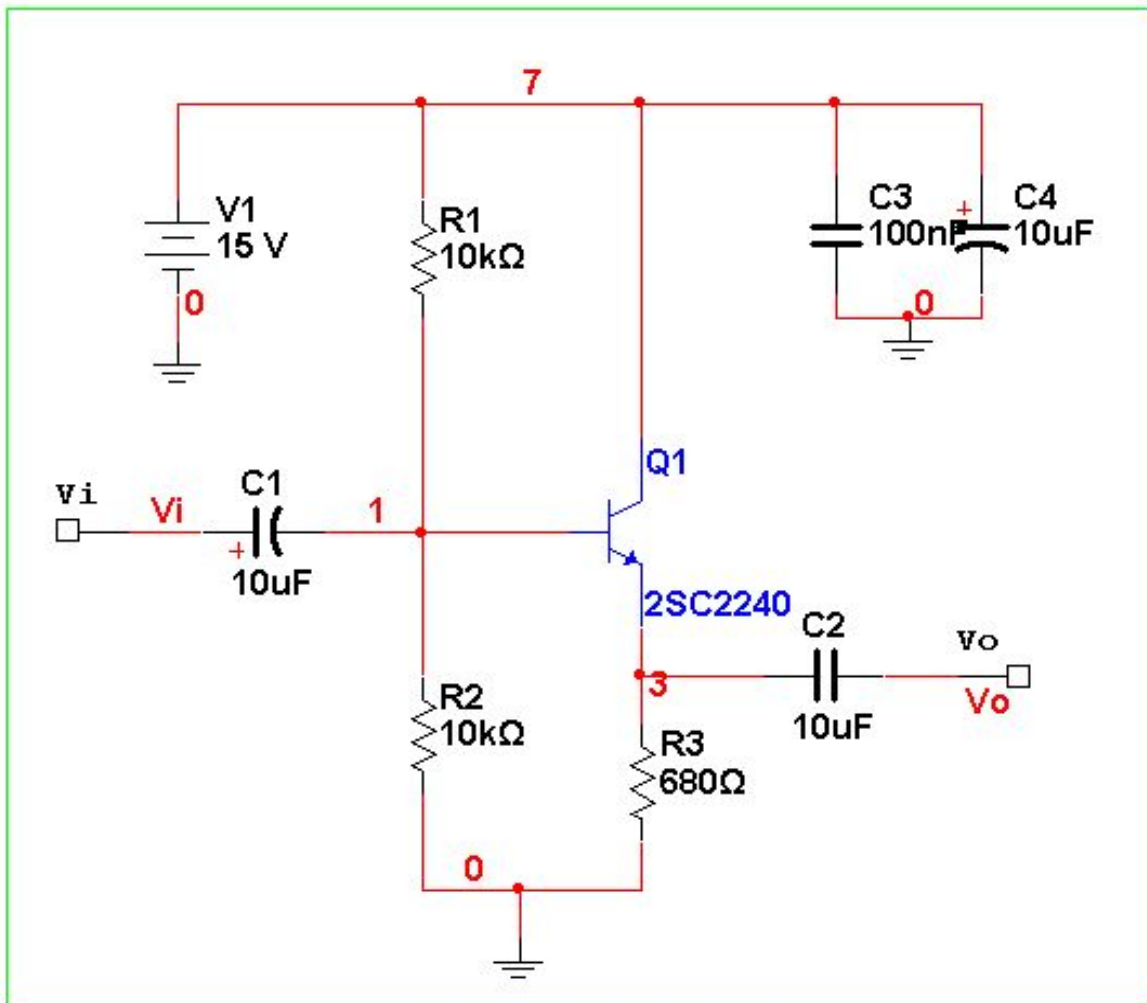 7
V1
15 V
0
R1
10kΩ
C3
100nF
+
C4
10uF
0
Vi
Vi
C1
+
10uF
1
Q1
2SC2240
C2
10uF
Vo
Vo
3
R2
10kΩ
R3
680Ω
0